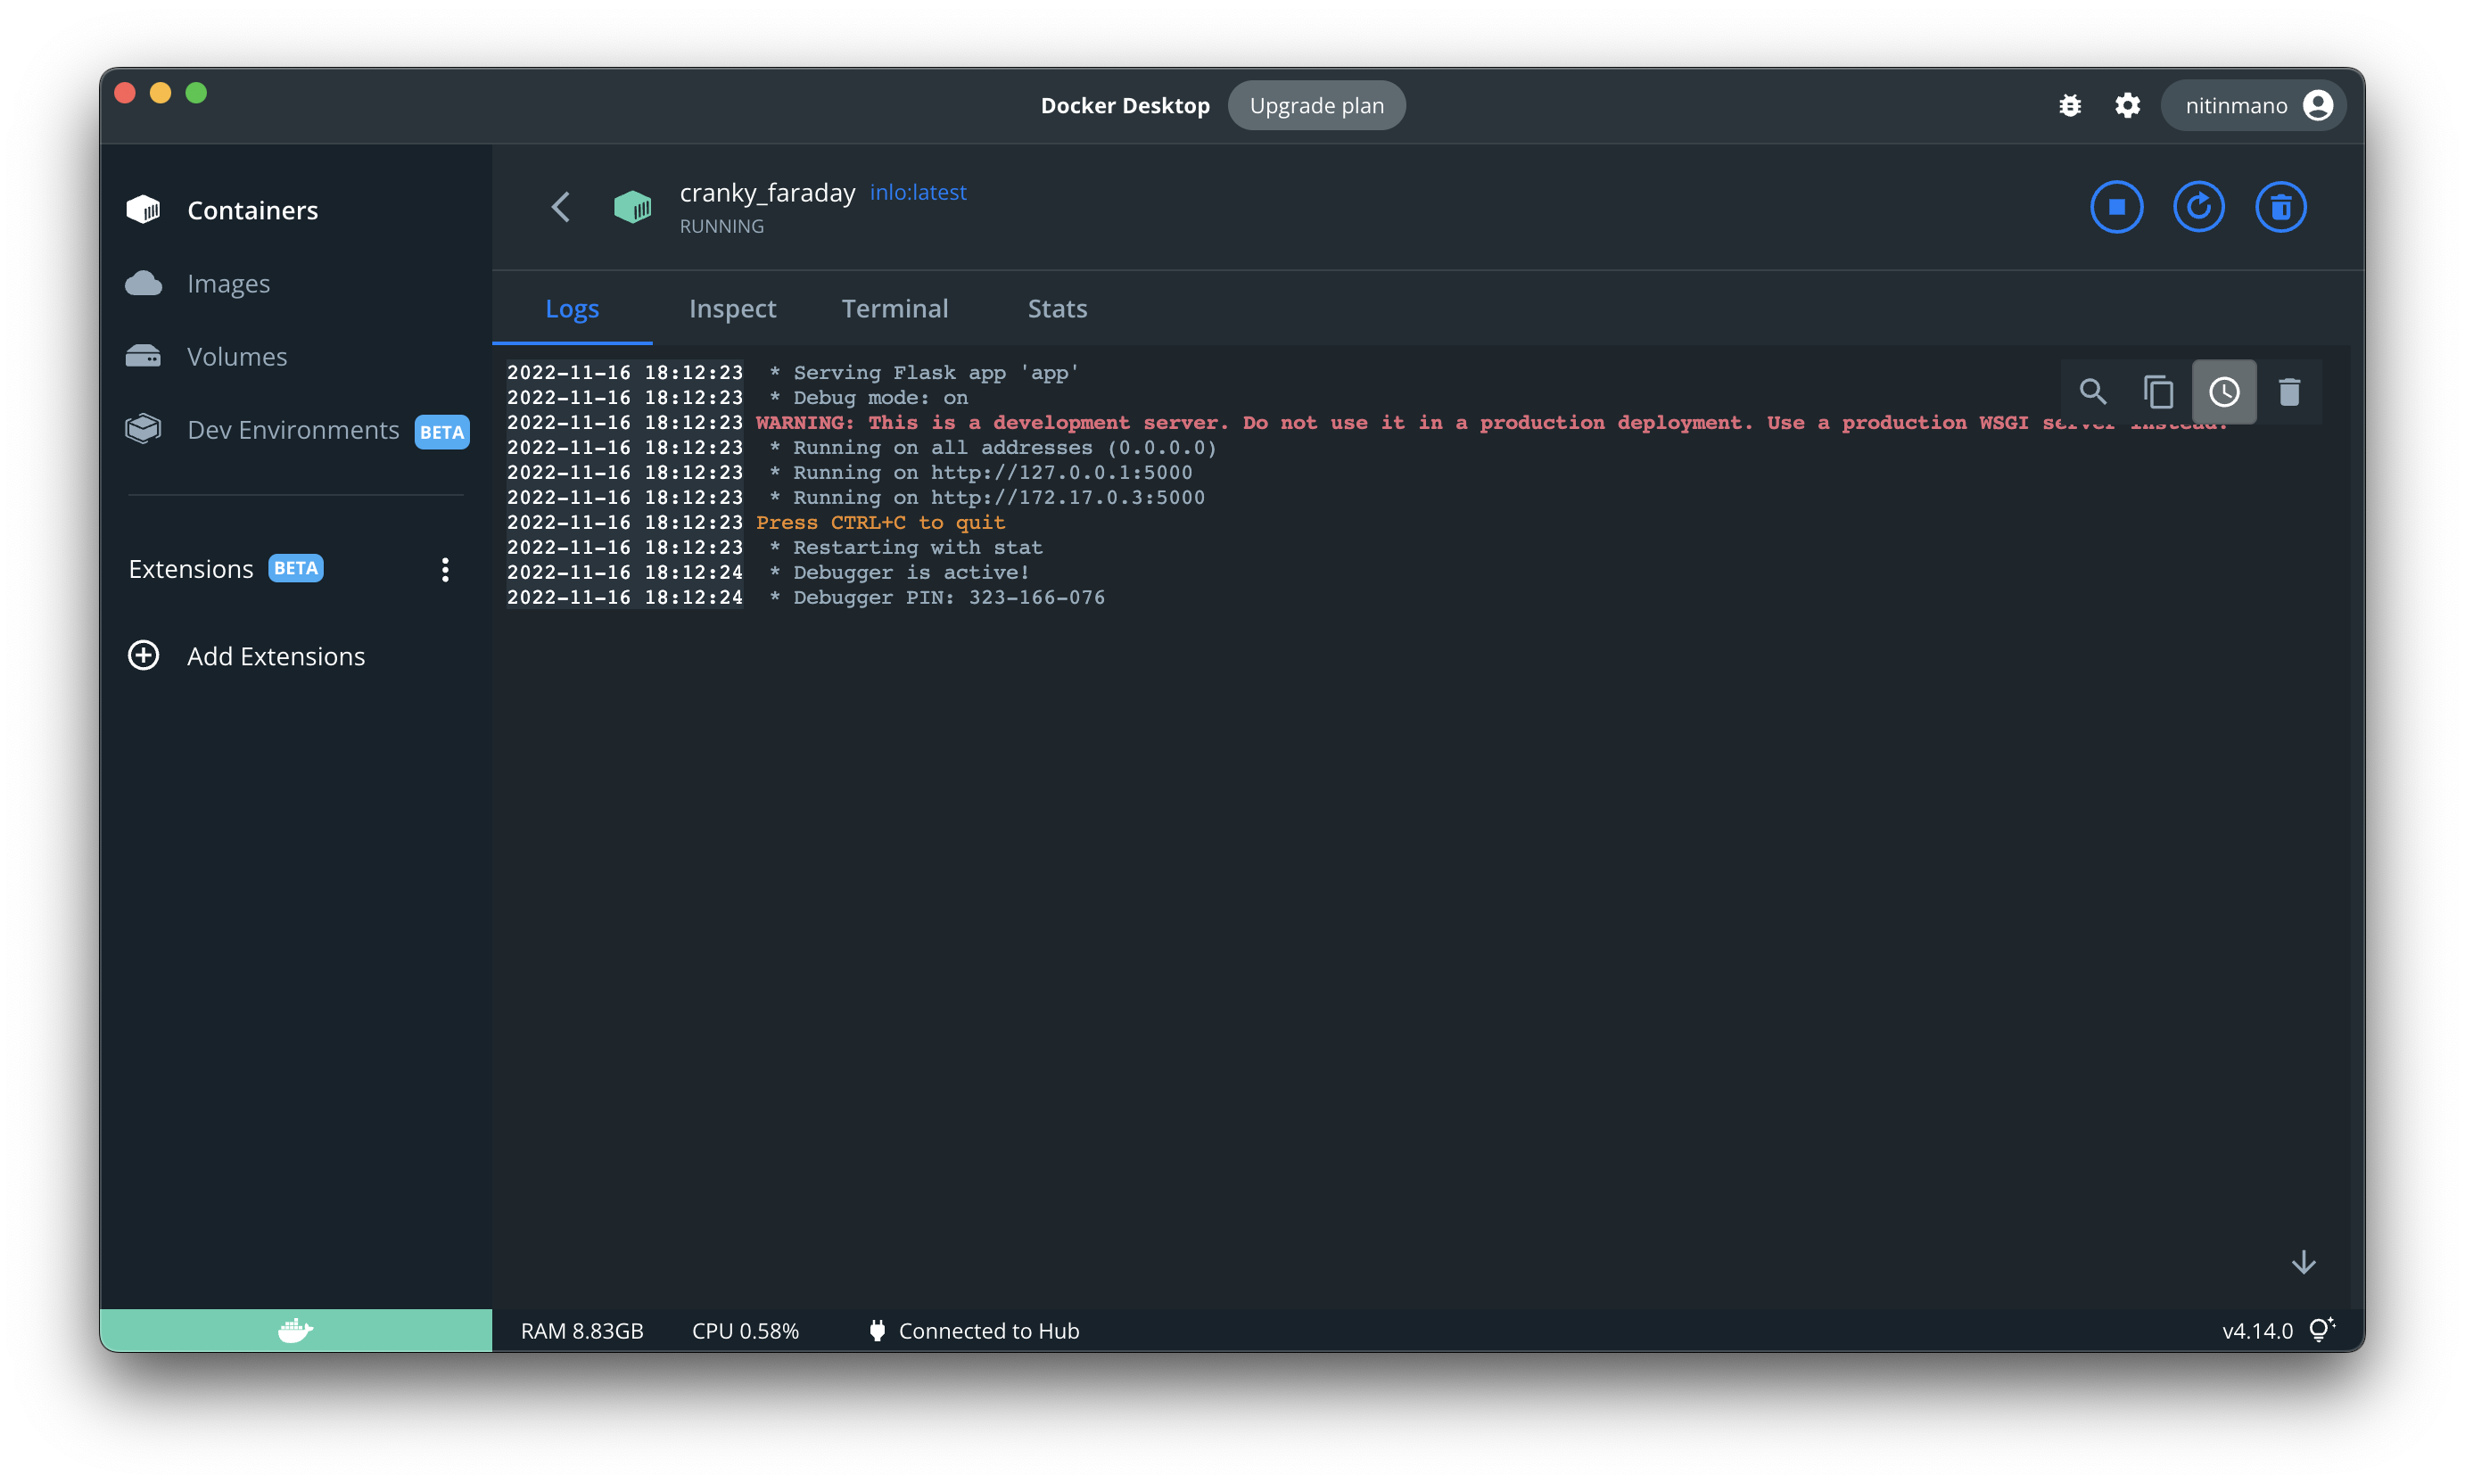 Docker Desktop Upgrade plan
nitinmano
Containers
Images
Volumes
Dev Environments BETA
Extensions BETA
Add Extensions
cranky_faraday inlo:latest
RUNNING
Logs Inspect Terminal Stats
2022-11-16 18:12:23  * Serving Flask app 'app'
2022-11-16 18:12:23  * Debug mode: on
2022-11-16 18:12:23 WARNING: This is a development server. Do not use it in a production deployment. Use a production WSGI server instead.
2022-11-16 18:12:23  * Running on all addresses (0.0.0.0)
2022-11-16 18:12:23  * Running on http://127.0.0.1:5000
2022-11-16 18:12:23  * Running on http://172.17.0.3:5000
2022-11-16 18:12:23 Press CTRL+C to quit
2022-11-16 18:12:23  * Restarting with stat
2022-11-16 18:12:24  * Debugger is active!
2022-11-16 18:12:24  * Debugger PIN: 323-166-076
RAM 8.83GB CPU 0.58% Connected to Hub
v4.14.0